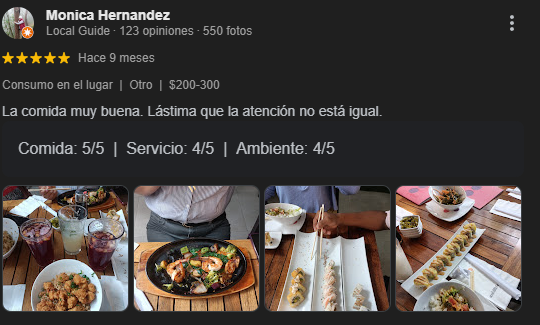 Monica Hernandez
Local Guide · 123 opiniones · 550 fotos
Hace 9 meses
Consumo en el lugar | Otro | $200-300
La comida muy buena. Lástima que la atención no está igual.
Comida: 5/5 | Servicio: 4/5 | Ambiente: 4/5